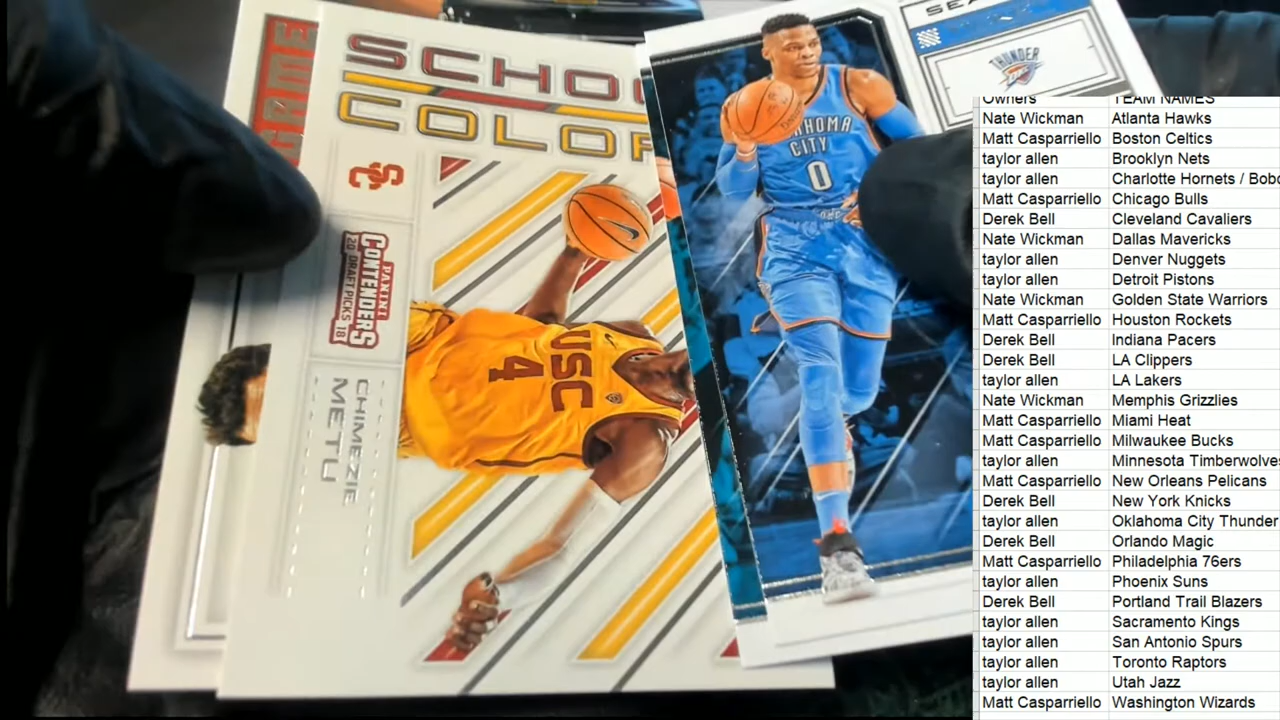 SCHO
COLOR
SC
PANINI
CONTENDERS
20 DRAFT PICKS 18
CHIMEZIE
METU
USC
4
SEA
THUNDER
OKLAHOMA
CITY
0
Owners TEAM NAMES
Nate Wickman Atlanta Hawks
Matt Casparriello Boston Celtics
taylor allen Brooklyn Nets
taylor allen Charlotte Hornets / Bobc
Matt Casparriello Chicago Bulls
Derek Bell Cleveland Cavaliers
Nate Wickman Dallas Mavericks
taylor allen Denver Nuggets
taylor allen Detroit Pistons
Nate Wickman Golden State Warriors
Matt Casparriello Houston Rockets
Derek Bell Indiana Pacers
Derek Bell LA Clippers
taylor allen LA Lakers
Nate Wickman Memphis Grizzlies
Matt Casparriello Miami Heat
Matt Casparriello Milwaukee Bucks
taylor allen Minnesota Timberwolves
Matt Casparriello New Orleans Pelicans
Derek Bell New York Knicks
taylor allen Oklahoma City Thunder
Derek Bell Orlando Magic
Matt Casparriello Philadelphia 76ers
taylor allen Phoenix Suns
Derek Bell Portland Trail Blazers
taylor allen Sacramento Kings
taylor allen San Antonio Spurs
taylor allen Toronto Raptors
taylor allen Utah Jazz
Matt Casparriello Washington Wizards